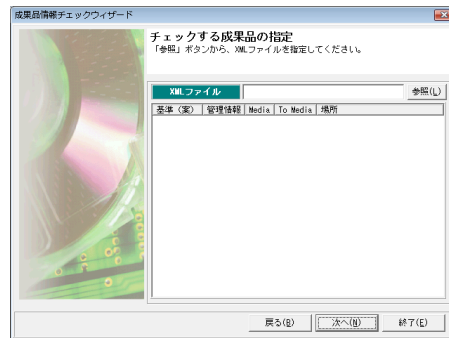 成果品情報チェックウィザード
チェックする成果品の指定
「参照」ボタンから、XMLファイルを指定してください。
XMLファイル 参照(L)
基準（案） 管理情報 Media To Media 場所
戻る(B) 次へ(N) 終了(E)